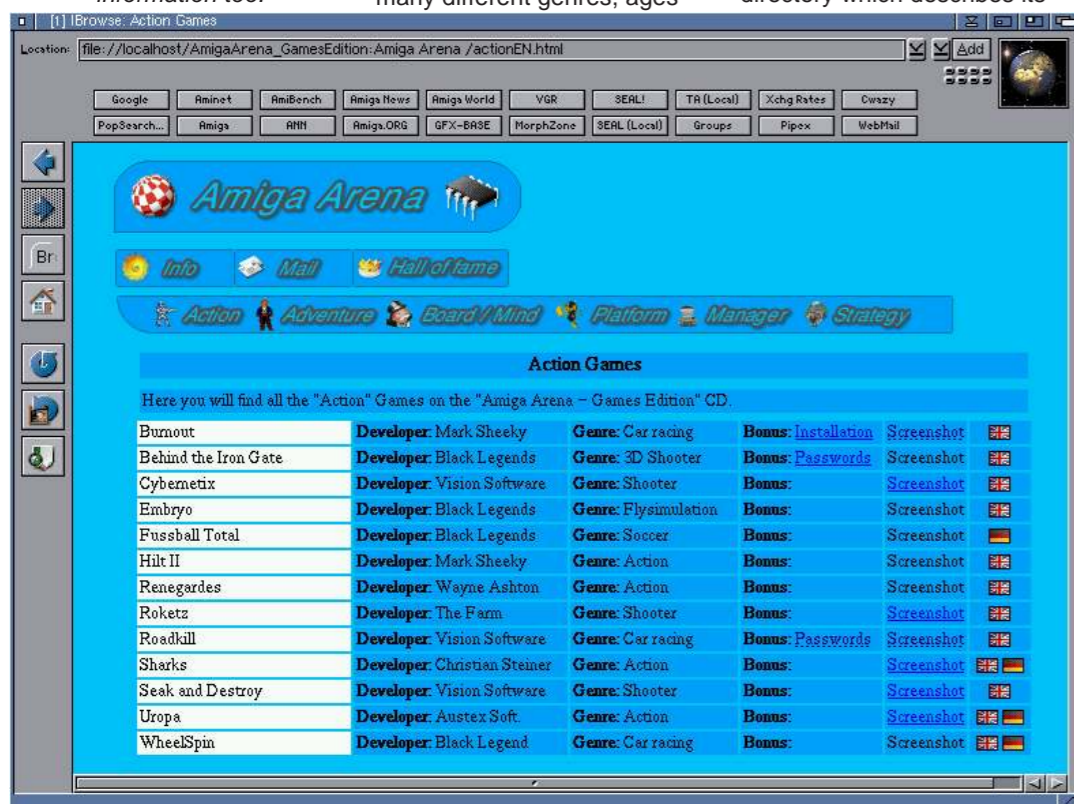 information too.
many different genres, ages
directory which describes its
[1] IBrowse: Action Games
Location: file://localhost/AmigaArena_GamesEdition:Amiga Arena /actionEN.html Add
Google Aminet AmiBench Amiga News Amiga World VGR SEAL! TA (Local) Xchg Rates Cwazy
PopSearch... Amiga ANN Amiga.ORG GFX-BASE MorphZone SEAL (Local) Groups Pipex WebMail
Br
Amiga Arena
Info Mail Hall of fame
Action Adventure Board / Mind Platform Manager Strategy
Action Games
Here you will find all the "Action" Games on the "Amiga Arena - Games Edition" CD.
Burnout Developer: Mark Sheeky Genre: Car racing Bonus: Installation Screenshot
Behind the Iron Gate Developer: Black Legends Genre: 3D Shooter Bonus: Passwords Screenshot
Cybernetix Developer: Vision Software Genre: Shooter Bonus: Screenshot
Embryo Developer: Black Legends Genre: Flysimulation Bonus: Screenshot
Fussball Total Developer: Black Legends Genre: Soccer Bonus: Screenshot
Hilt II Developer: Mark Sheeky Genre: Action Bonus: Screenshot
Renegardes Developer: Wayne Ashton Genre: Action Bonus: Screenshot
Roketz Developer: The Farm Genre: Shooter Bonus: Screenshot
Roadkill Developer: Vision Software Genre: Car racing Bonus: Passwords Screenshot
Sharks Developer: Christian Steiner Genre: Action Bonus: Screenshot
Seak and Destroy Developer: Vision Software Genre: Shooter Bonus: Screenshot
Uropa Developer: Austex Soft. Genre: Action Bonus: Screenshot
WheelSpin Developer: Black Legend Genre: Car racing Bonus: Screenshot